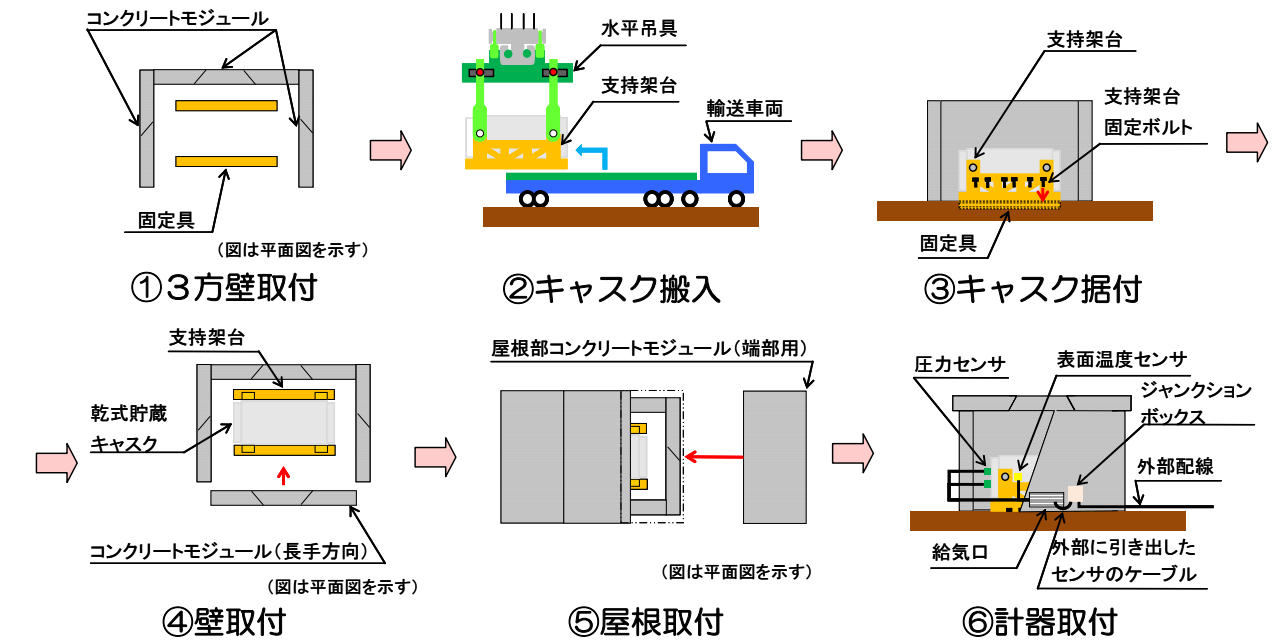 コンクリートモジュール
固定具
(図は平面図を示す)
①３方壁取付
水平吊具
支持架台
輸送車両
②キャスク搬入
支持架台
支持架台
固定ボルト
固定具
③キャスク据付
支持架台
乾式貯蔵
キャスク
コンクリートモジュール(長手方向)
(図は平面図を示す)
④壁取付
屋根部コンクリートモジュール(端部用)
(図は平面図を示す)
⑤屋根取付
圧力センサ
表面温度センサ
ジャンクション
ボックス
外部配線
給気口
外部に引き出した
センサのケーブル
⑥計器取付